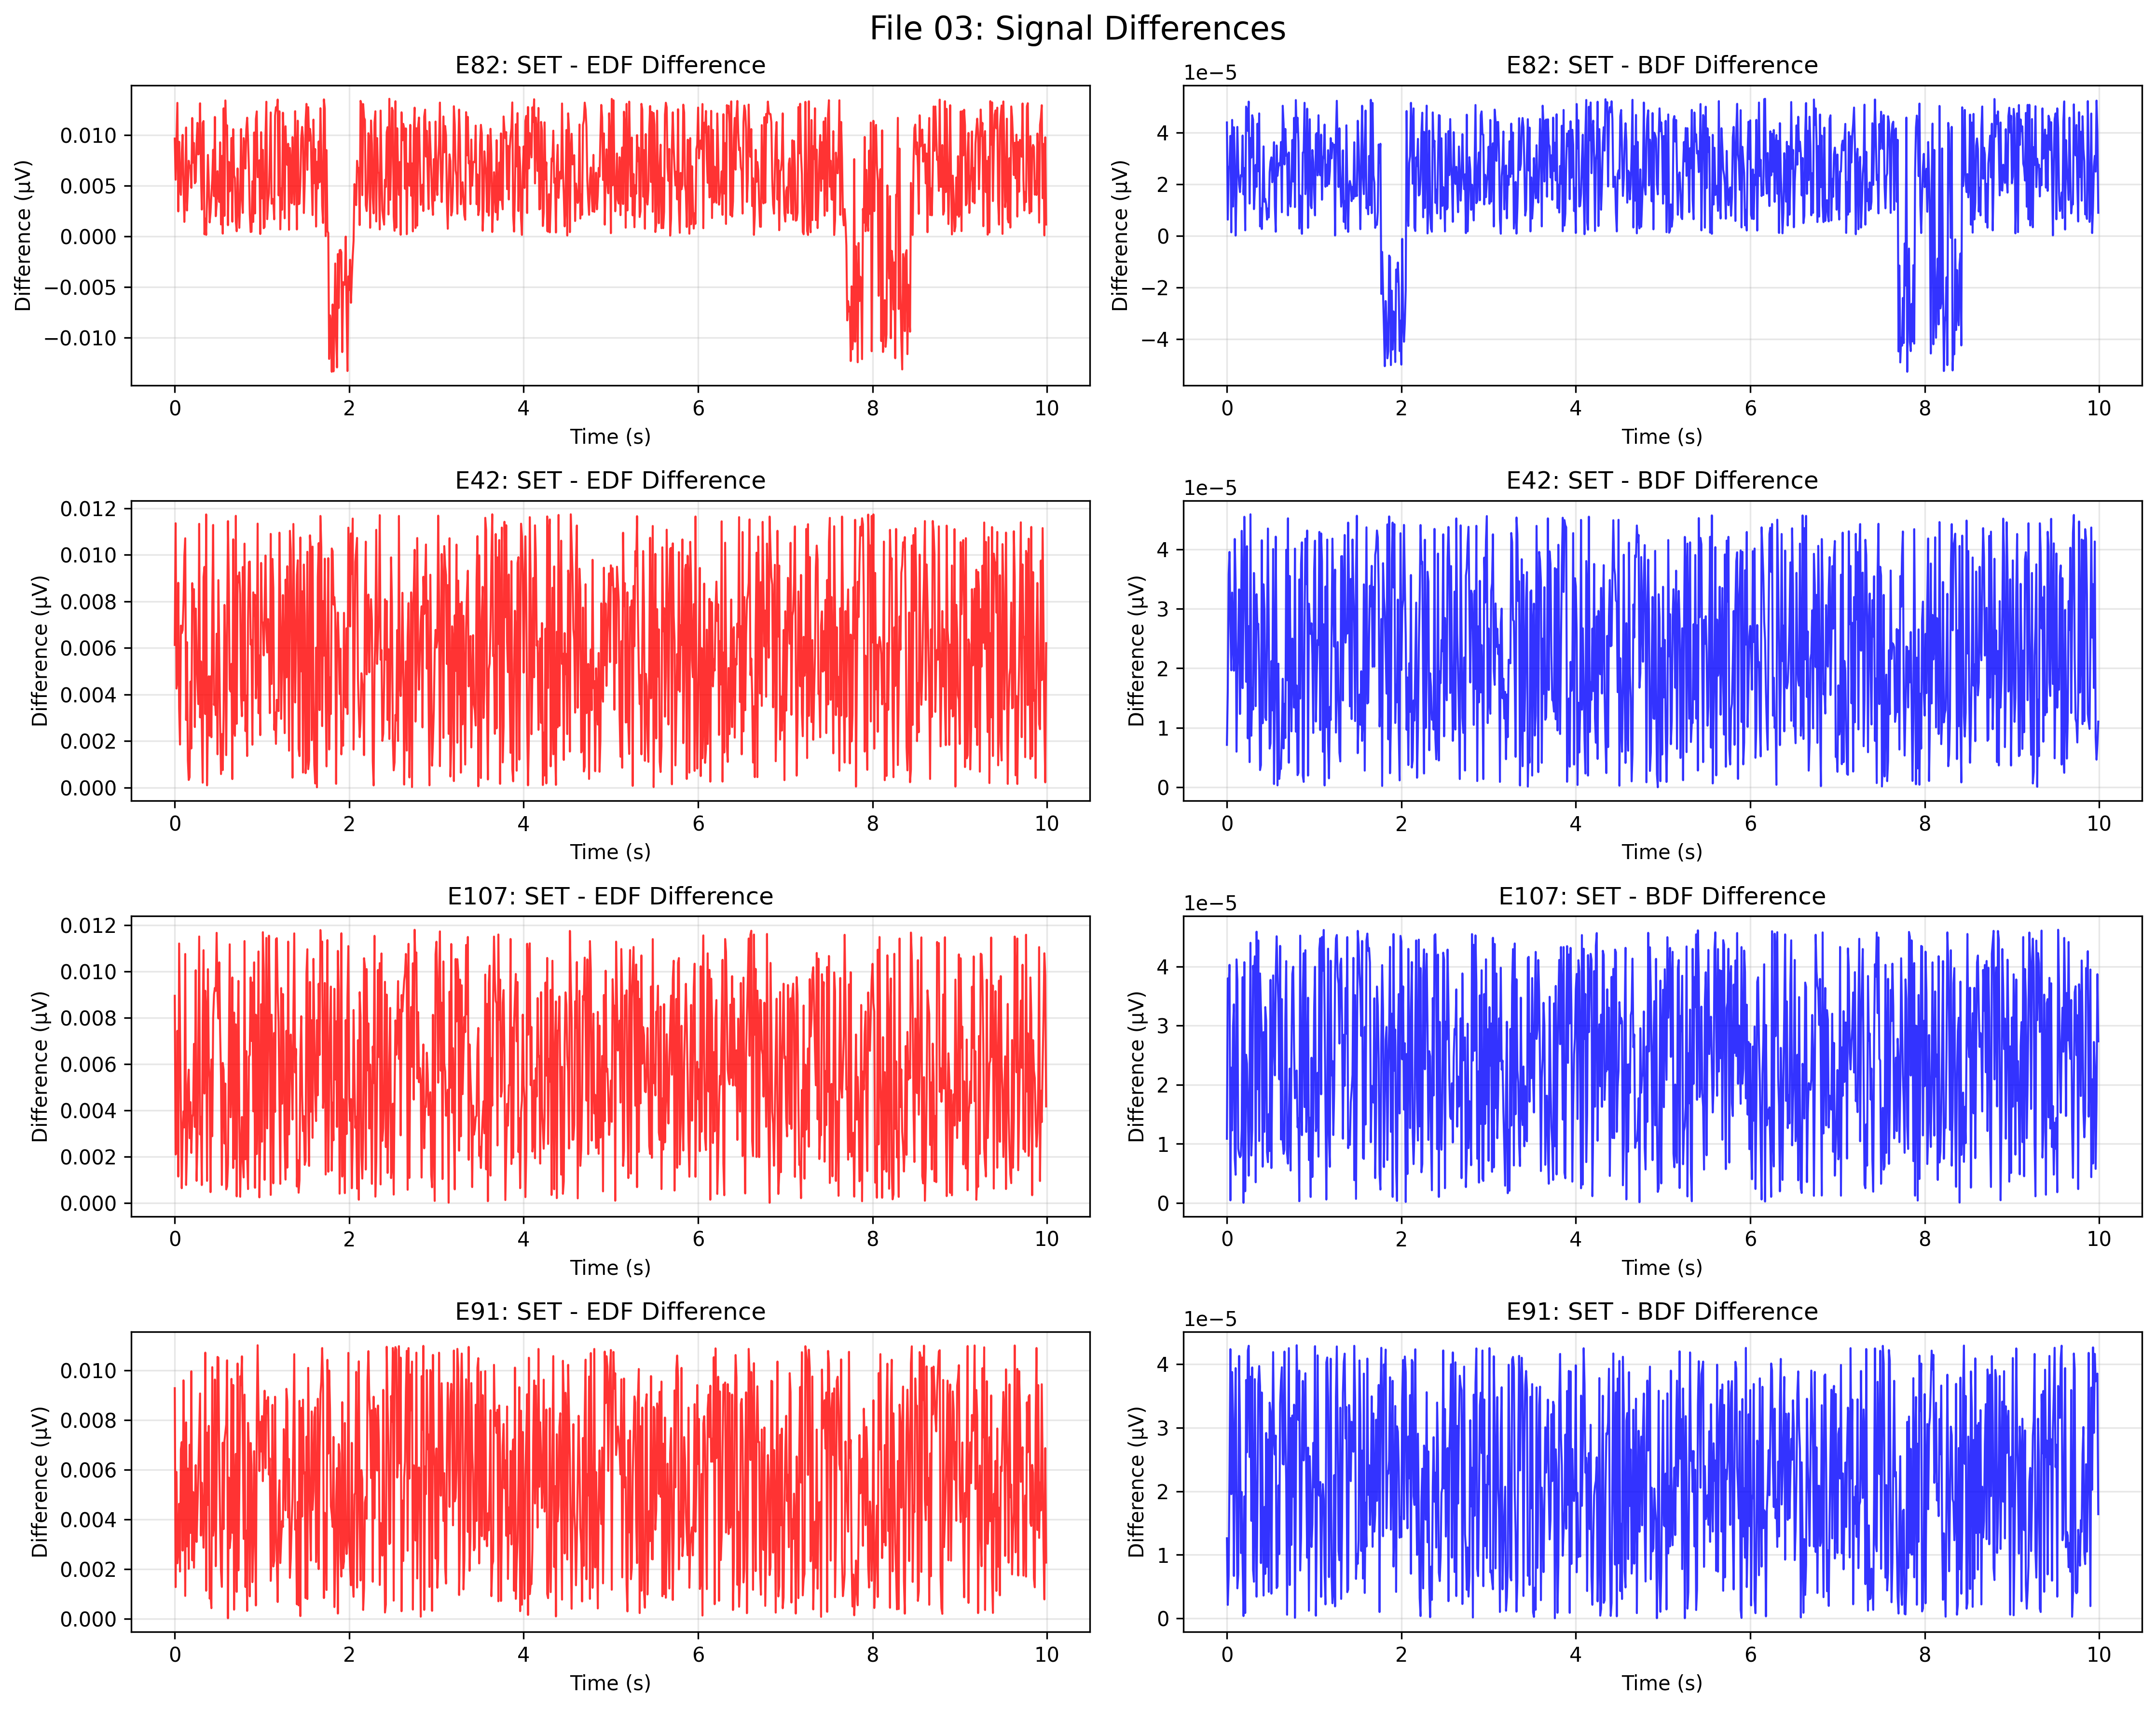 File 03: Signal Differences
E82: SET - EDF Difference
0.010
0.005
0.000
−0.005
−0.010
Difference (µV)
0 2 4 6 8 10
Time (s)
E82: SET - BDF Difference
1e−5
4
2
0
−2
−4
Difference (µV)
0 2 4 6 8 10
Time (s)
E42: SET - EDF Difference
0.012
0.010
0.008
0.006
0.004
0.002
0.000
Difference (µV)
0 2 4 6 8 10
Time (s)
E42: SET - BDF Difference
1e−5
4
3
2
1
0
Difference (µV)
0 2 4 6 8 10
Time (s)
E107: SET - EDF Difference
0.012
0.010
0.008
0.006
0.004
0.002
0.000
Difference (µV)
0 2 4 6 8 10
Time (s)
E107: SET - BDF Difference
1e−5
4
3
2
1
0
Difference (µV)
0 2 4 6 8 10
Time (s)
E91: SET - EDF Difference
0.010
0.008
0.006
0.004
0.002
0.000
Difference (µV)
0 2 4 6 8 10
Time (s)
E91: SET - BDF Difference
1e−5
4
3
2
1
0
Difference (µV)
0 2 4 6 8 10
Time (s)